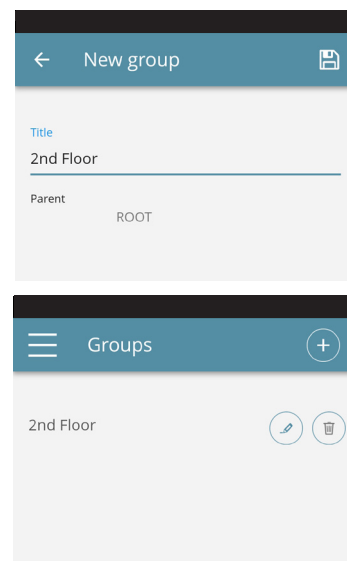 New group
Title
2nd Floor
Parent
ROOT
Groups
2nd Floor